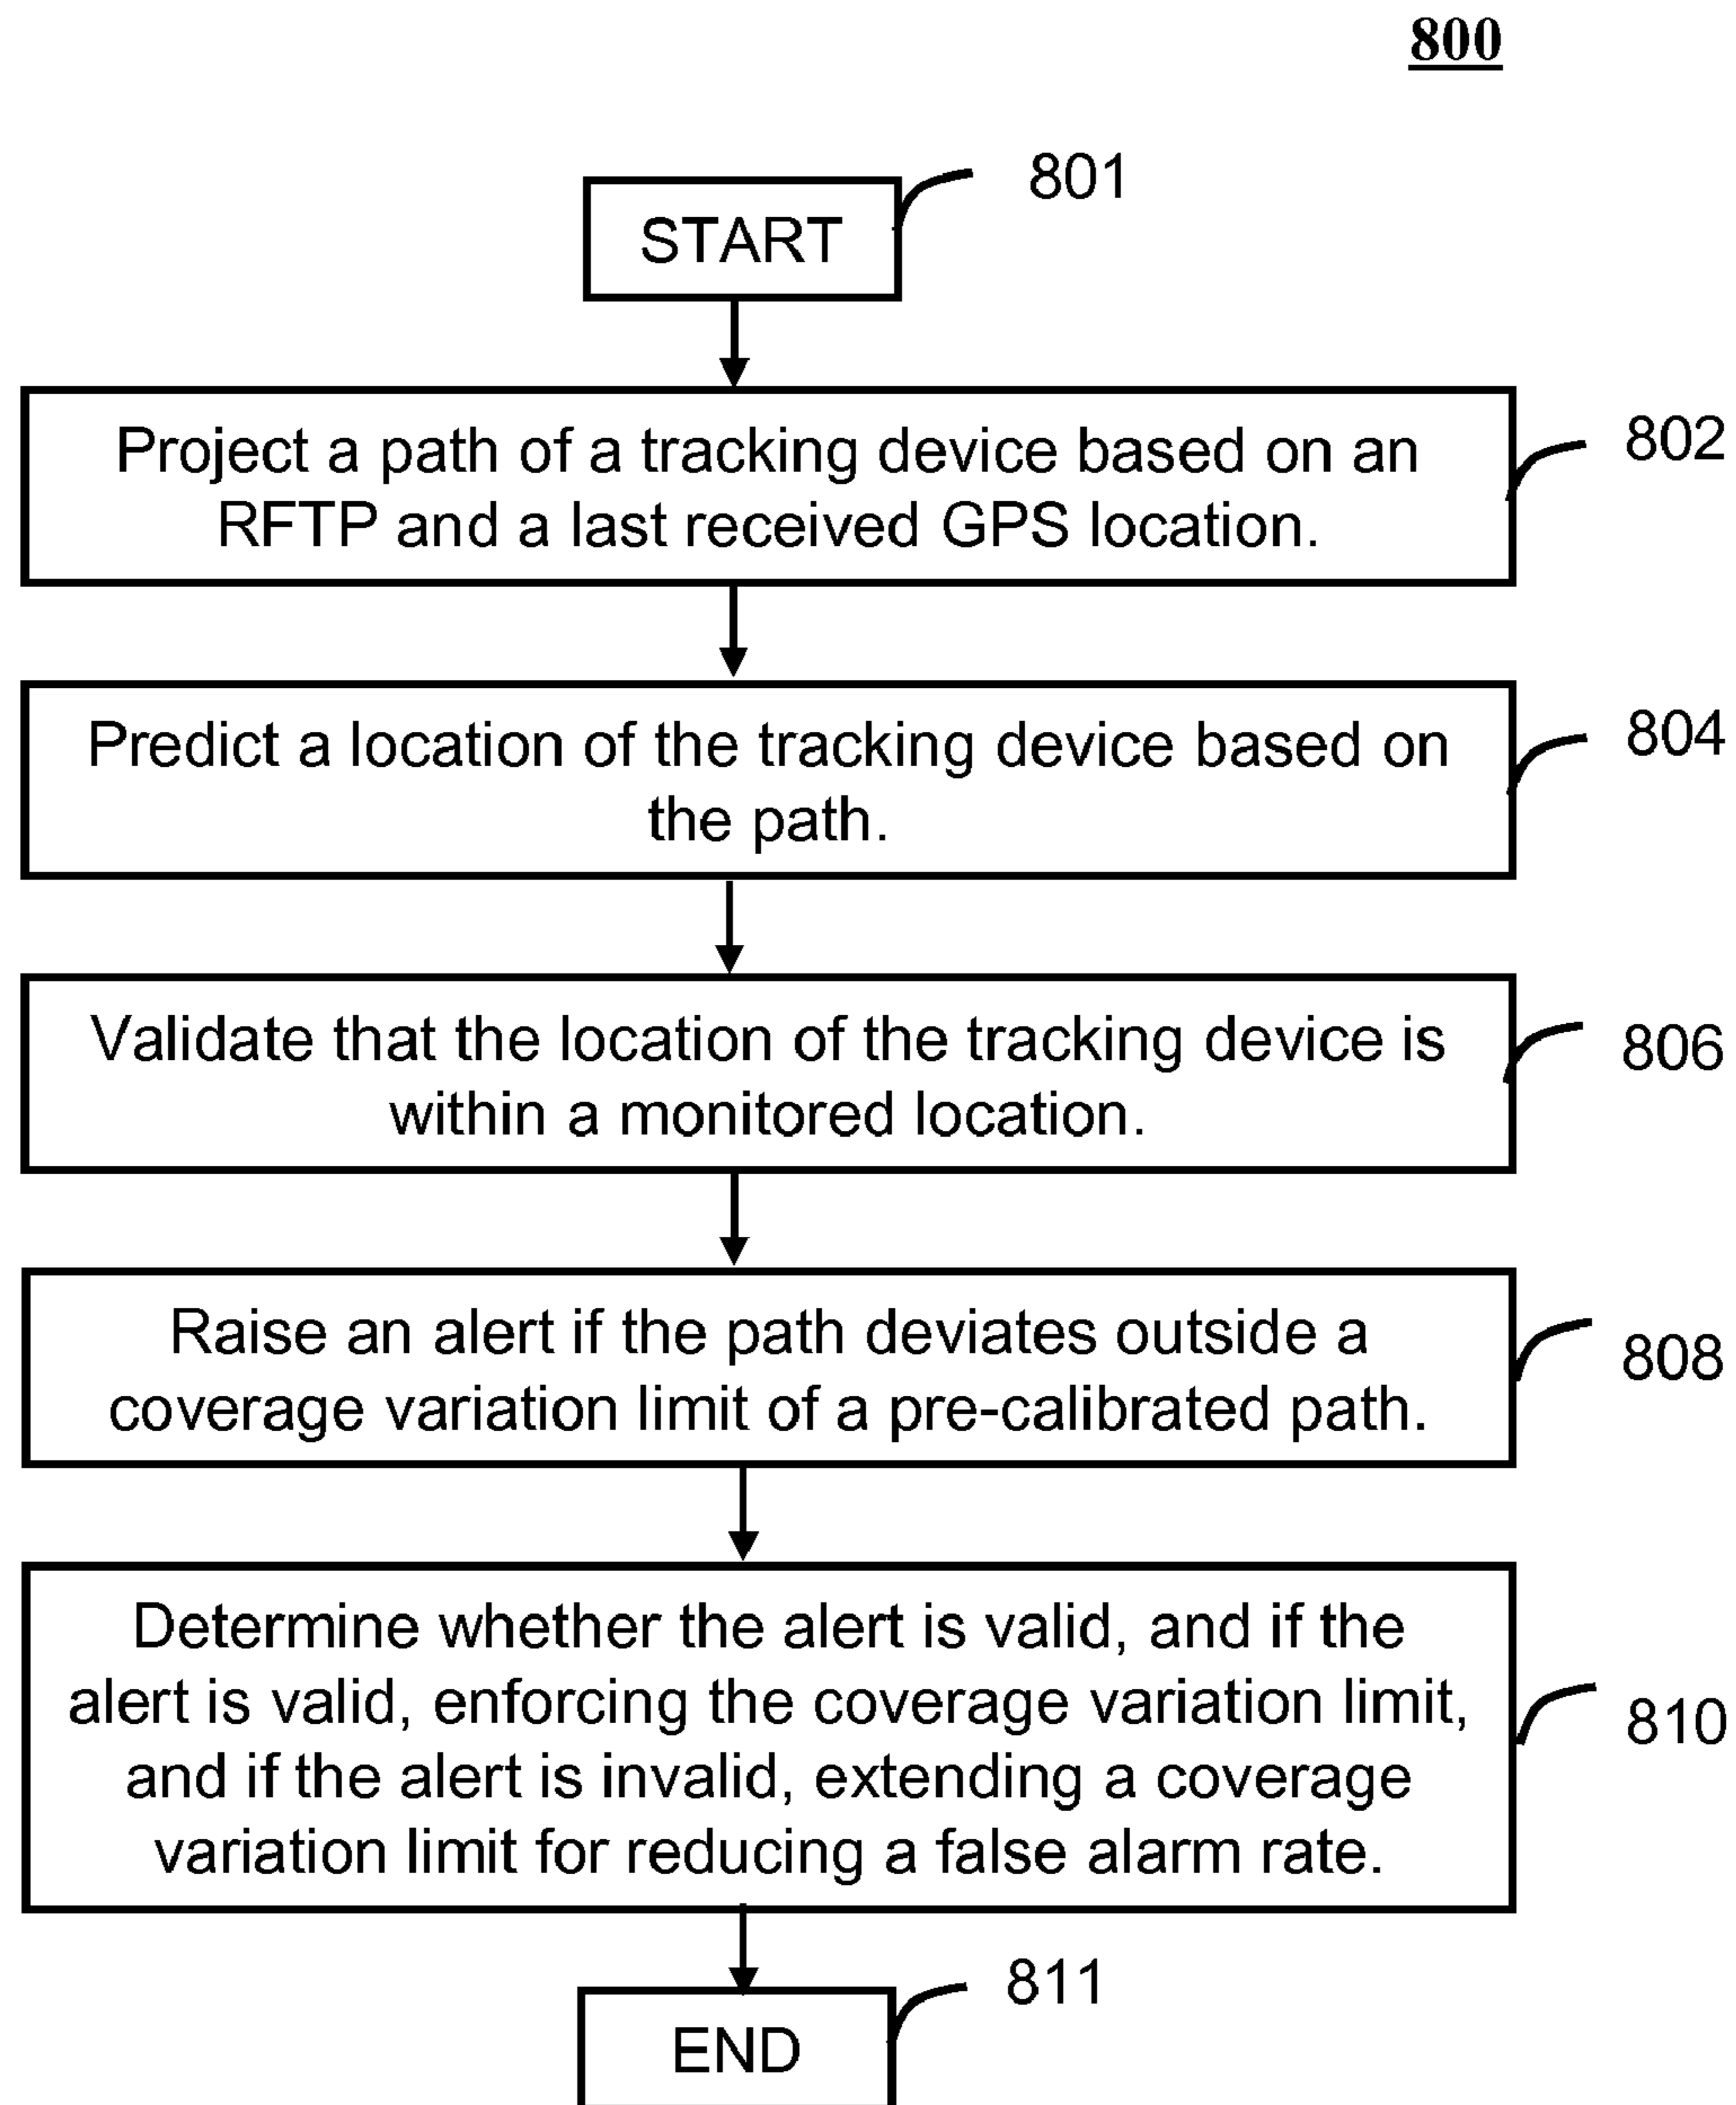 800
801
START
802
Project a path of a tracking device based on an
RFTP and a last received GPS location.
804
Predict a location of the tracking device based on
the path.
806
Validate that the location of the tracking device is
within a monitored location.
808
Raise an alert if the path deviates outside a
coverage variation limit of a pre-calibrated path.
810
Determine whether the alert is valid, and if the
alert is valid, enforcing the coverage variation limit,
and if the alert is invalid, extending a coverage
variation limit for reducing a false alarm rate.
811
END